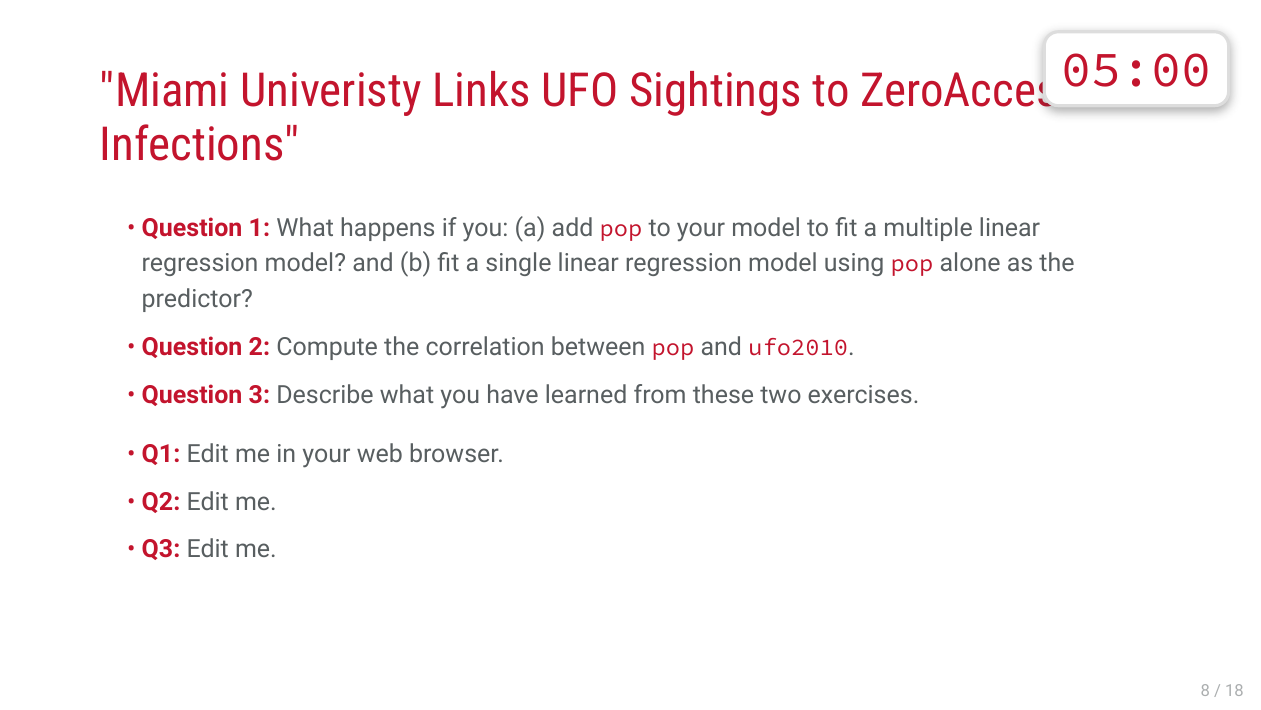 "Miami Univeristy Links UFO Sightings to ZeroAcces
05:00
Infections"
• Question 1: What happens if you: (a) add pop to your model to fit a multiple linear
regression model? and (b) fit a single linear regression model using pop alone as the
predictor?
• Question 2: Compute the correlation between pop and ufo2010.
• Question 3: Describe what you have learned from these two exercises.
• Q1: Edit me in your web browser.
• Q2: Edit me.
• Q3: Edit me.
8 / 18